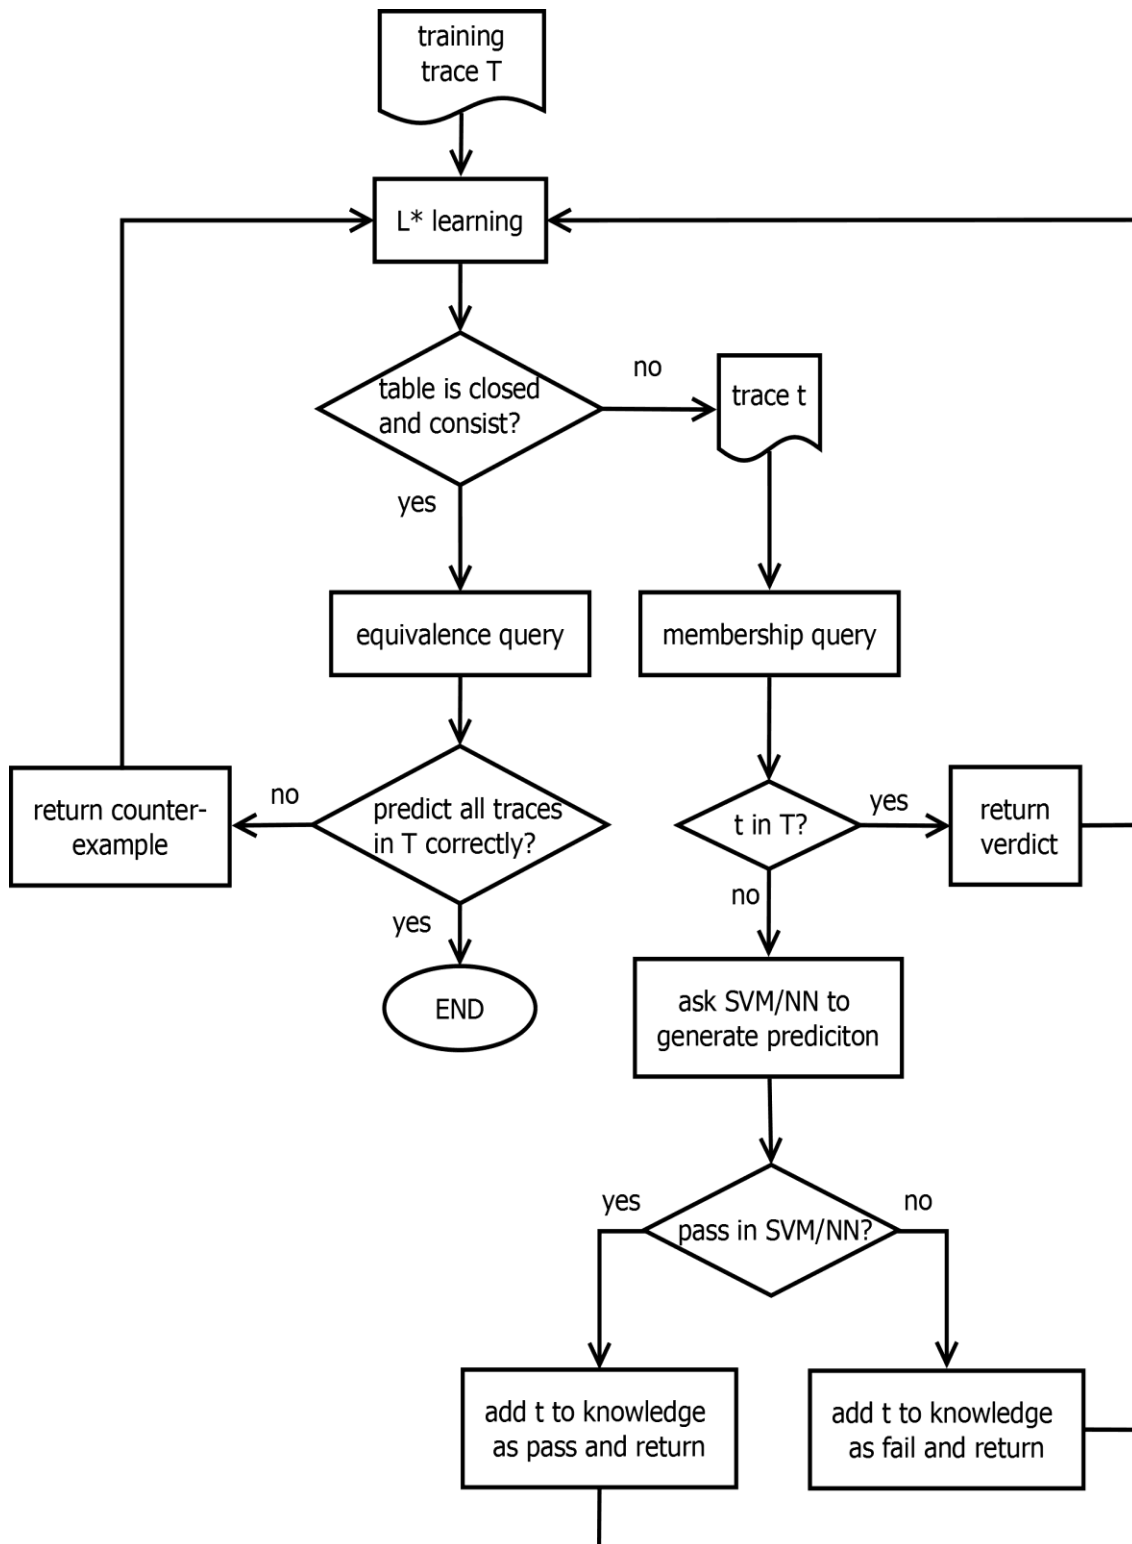 training
trace T
L* learning
table is closed
and consist?
no
trace t
yes
equivalence query
membership query
return counter-
example
no
predict all traces
in T correctly?
t in T?
yes
return
verdict
yes
no
END
ask SVM/NN to
generate prediciton
yes
pass in SVM/NN?
no
add t to knowledge
as pass and return
add t to knowledge
as fail and return